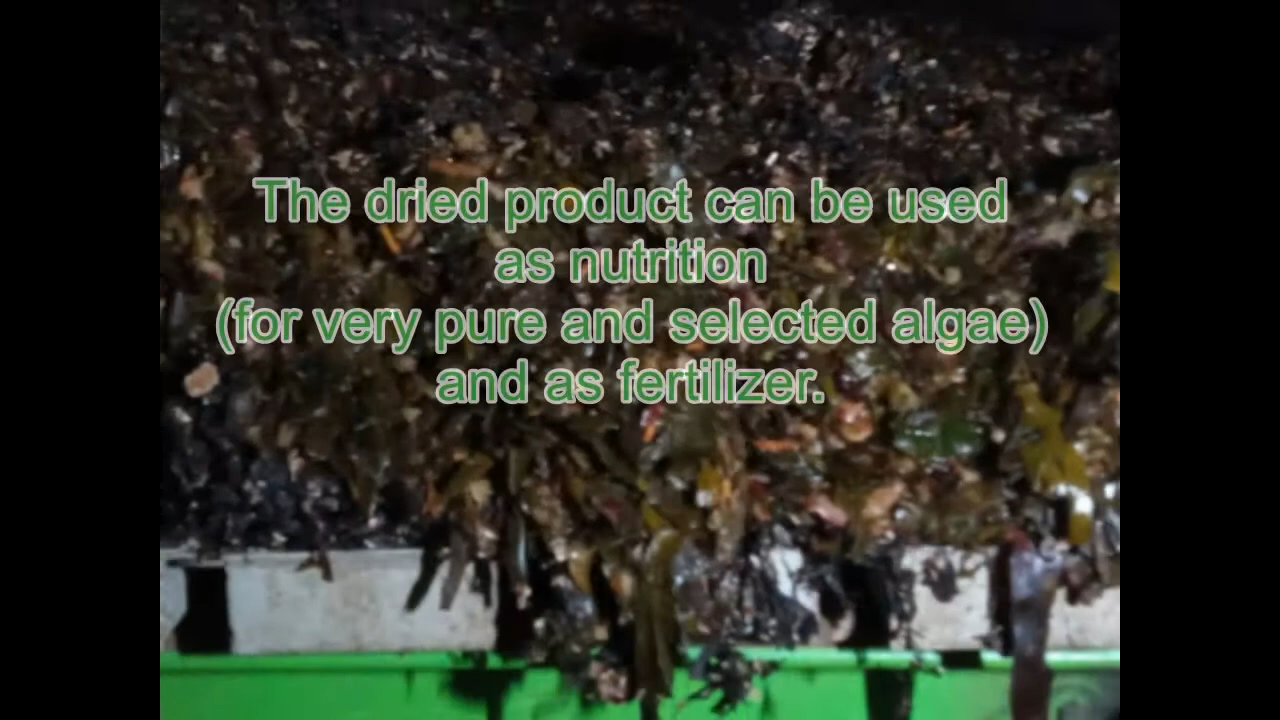 The dried product can be used
as nutrition
(for very pure and selected algae)
and as fertilizer.